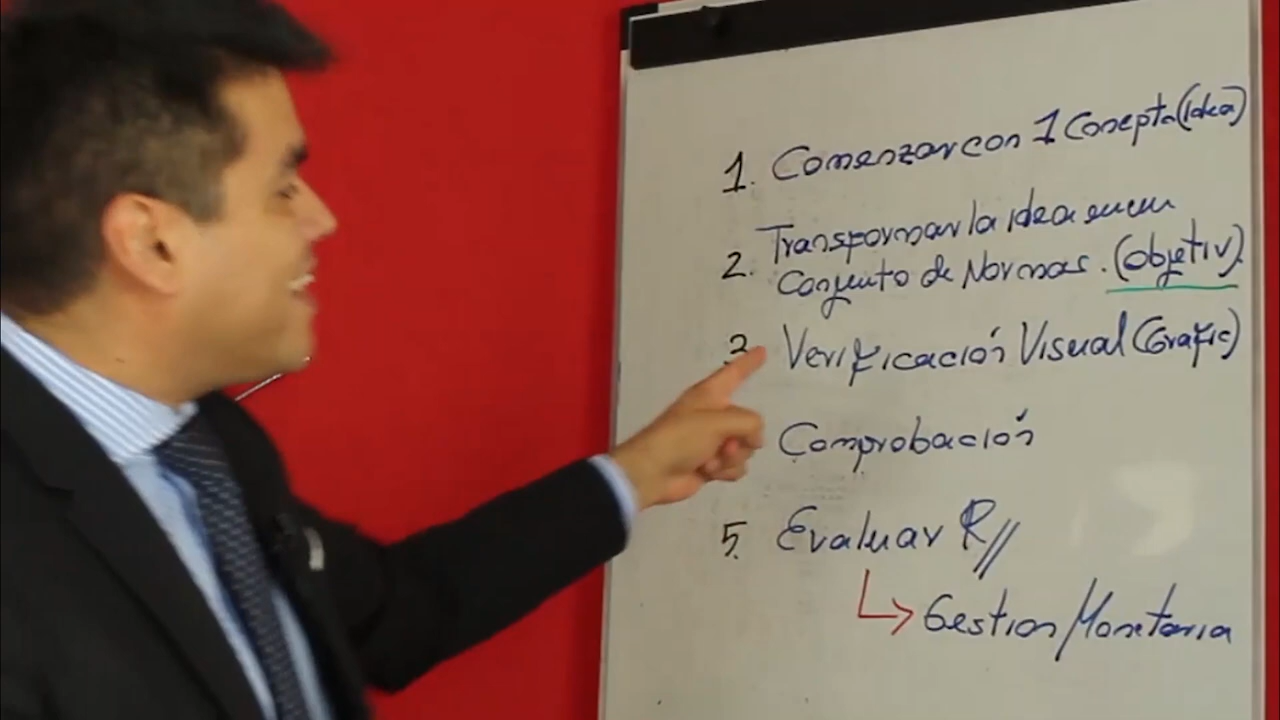 1. Comenzar con 1 Concepto (Idea)
2. Transformar la idea en un
Conjunto de Normas. (Objetiv).
3 Verificación Visual (Grafic)
Comprobación
5. Evaluar R//
Gestion Monetaria